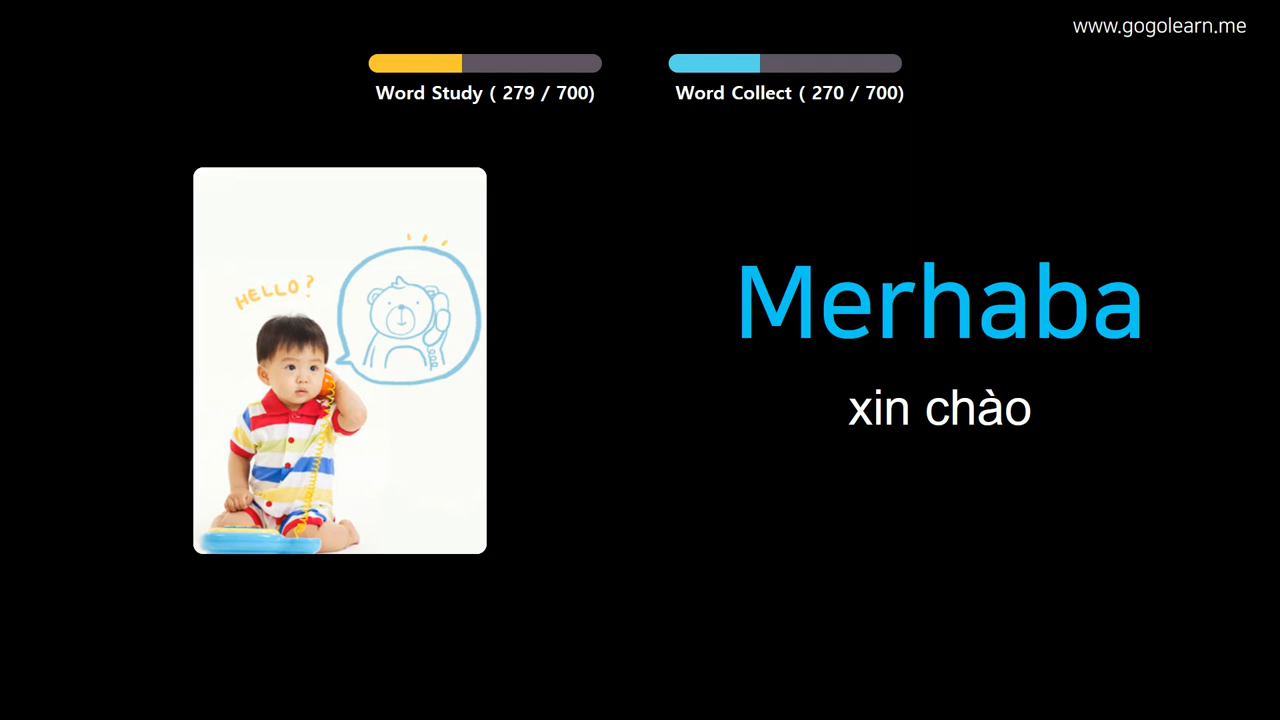 www.gogolearn.me
Word Study ( 279 / 700)
Word Collect ( 270 / 700)
HELLO?
Merhaba
xin chào